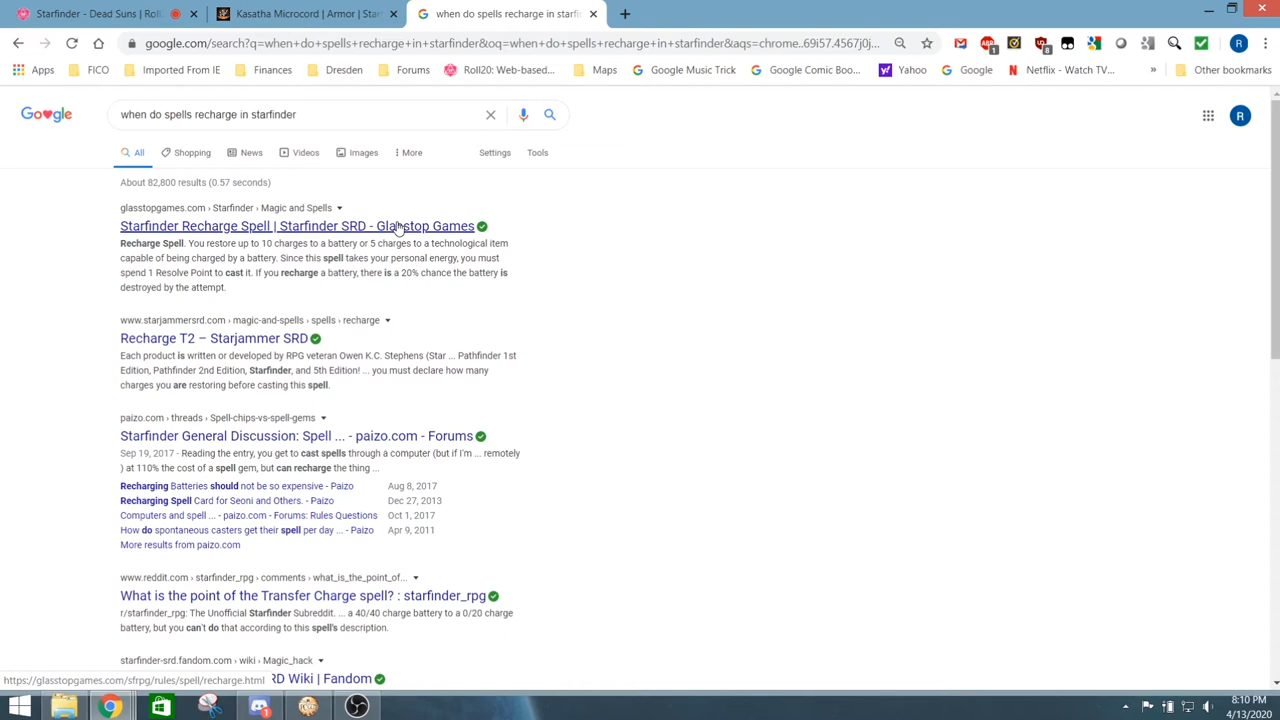 Starfinder - Dead Suns | Roll
Kasatha Microcord | Armor | Star
when do spells recharge in starfin
google.com/search?q=when+do+spells+recharge+in+starfinder&oq=when+do+spells+recharge+in+starfinder&aqs=chrome..69i57.4567j0j...
Apps
FICO
Imported From IE
Finances
Dresden
Forums
Roll20: Web-based...
Maps
Google Music Trick
Google Comic Boo...
Yahoo
Google
Netflix - Watch TV...
»
Other bookmarks
Google
when do spells recharge in starfinder
R
All
Shopping
News
Videos
Images
More
Settings
Tools
About 82,800 results (0.57 seconds)
glasstopgames.com › Starfinder › Magic and Spells
Starfinder Recharge Spell | Starfinder SRD - Glasstop Games
Recharge Spell. You restore up to 10 charges to a battery or 5 charges to a technological item
capable of being charged by a battery. Since this spell takes your personal energy, you must
spend 1 Resolve Point to cast it. If you recharge a battery, there is a 20% chance the battery is
destroyed by the attempt.
www.starjammersrd.com › magic-and-spells › spells › recharge
Recharge T2 – Starjammer SRD
Each product is written or developed by RPG veteran Owen K.C. Stephens (Star ... Pathfinder 1st
Edition, Pathfinder 2nd Edition, Starfinder, and 5th Edition! ... you must declare how many
charges you are restoring before casting this spell.
paizo.com › threads › Spell-chips-vs-spell-gems
Starfinder General Discussion: Spell ... - paizo.com - Forums
Sep 19, 2017 - Reading the entry, you get to cast spells through a computer (but if I'm ... remotely
) at 110% the cost of a spell gem, but can recharge the thing ...
Recharging Batteries should not be so expensive - Paizo Aug 8, 2017
Recharging Spell Card for Seoni and Others. - Paizo Dec 27, 2013
Computers and spell ... - paizo.com - Forums: Rules Questions Oct 1, 2017
How do spontaneous casters get their spell per day ... - Paizo Apr 9, 2011
More results from paizo.com
www.reddit.com › starfinder_rpg › comments › what_is_the_point_of...
What is the point of the Transfer Charge spell? : starfinder_rpg
r/starfinder_rpg: The Unofficial Starfinder Subreddit. ... a 40/40 charge battery to a 0/20 charge
battery, but you can't do that according to this spell's description.
starfinder-srd.fandom.com › wiki › Magic_hack
RD Wiki | Fandom
https://glasstopgames.com/sfrpg/rules/spell/recharge.html
8:10 PM
4/13/2020